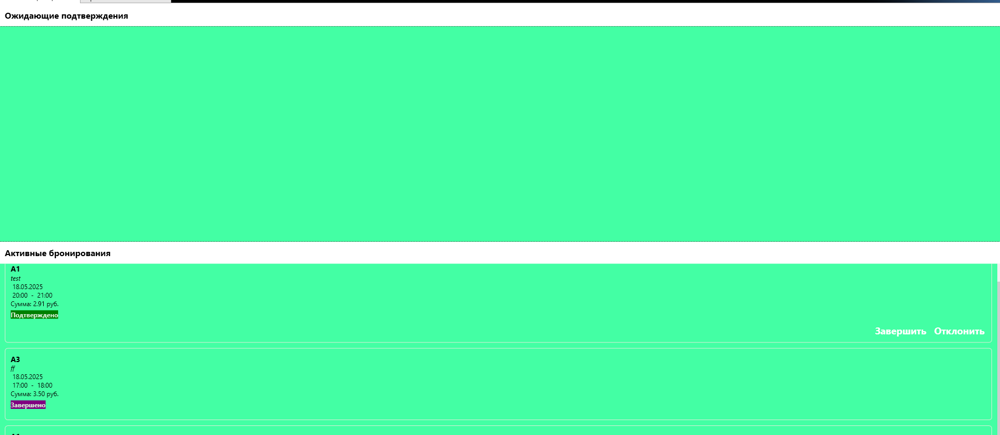 Ожидающие подтверждения
Активные бронирования
A1
test
18.05.2025
20:00 - 21:00
Сумма: 2.91 руб.
Подтверждено
Завершить Отклонить
A3
ff
18.05.2025
17:00 - 18:00
Сумма: 3.50 руб.
Завершено